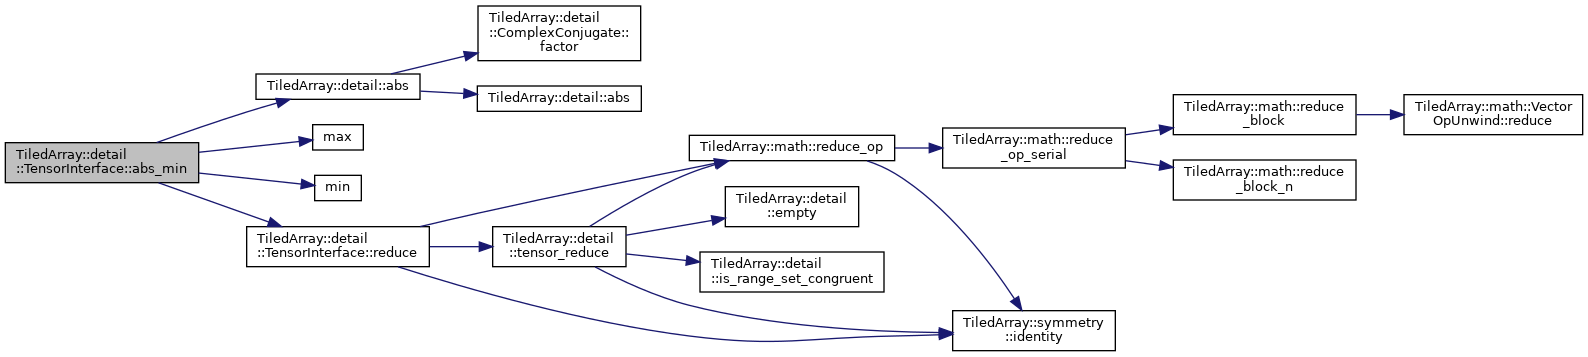 TiledArray::detail
::TensorInterface::abs_min
TiledArray::detail::abs
max
min
TiledArray::detail
::TensorInterface::reduce
TiledArray::detail
::ComplexConjugate::
factor
TiledArray::detail::abs
TiledArray::detail
::tensor_reduce
TiledArray::math::reduce_op
TiledArray::detail
::empty
TiledArray::detail
::is_range_set_congruent
TiledArray::math::reduce
_op_serial
TiledArray::symmetry
::identity
TiledArray::math::reduce
_block
TiledArray::math::reduce
_block_n
TiledArray::math::Vector
OpUnwind::reduce